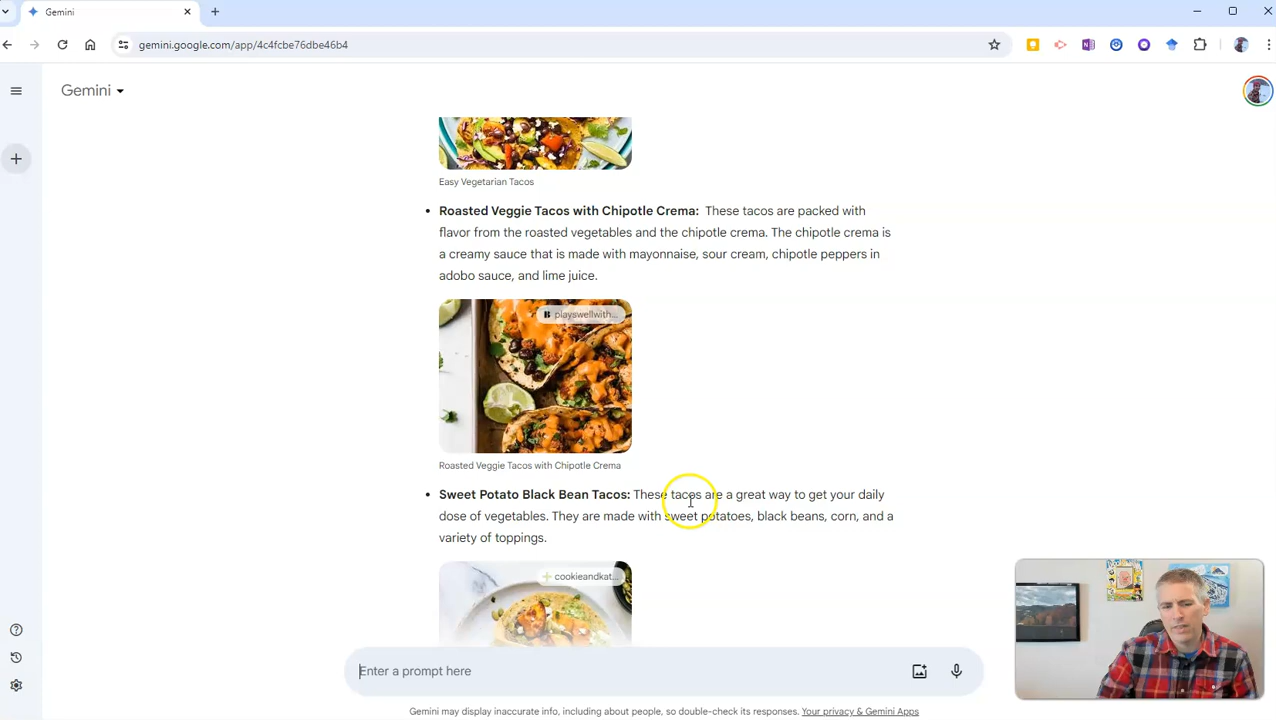 Gemini
gemini.google.com/app/4c4fcbe76dbe46b4
Gemini
Easy Vegetarian Tacos
Roasted Veggie Tacos with Chipotle Crema: These tacos are packed with
flavor from the roasted vegetables and the chipotle crema. The chipotle crema is
a creamy sauce that is made with mayonnaise, sour cream, chipotle peppers in
adobo sauce, and lime juice.
playswellwith...
Roasted Veggie Tacos with Chipotle Crema
Sweet Potato Black Bean Tacos: These tacos are a great way to get your daily
dose of vegetables. They are made with sweet potatoes, black beans, corn, and a
variety of toppings.
cookieandkat...
Enter a prompt here
Gemini may display inaccurate info, including about people, so double-check its responses. Your privacy & Gemini Apps